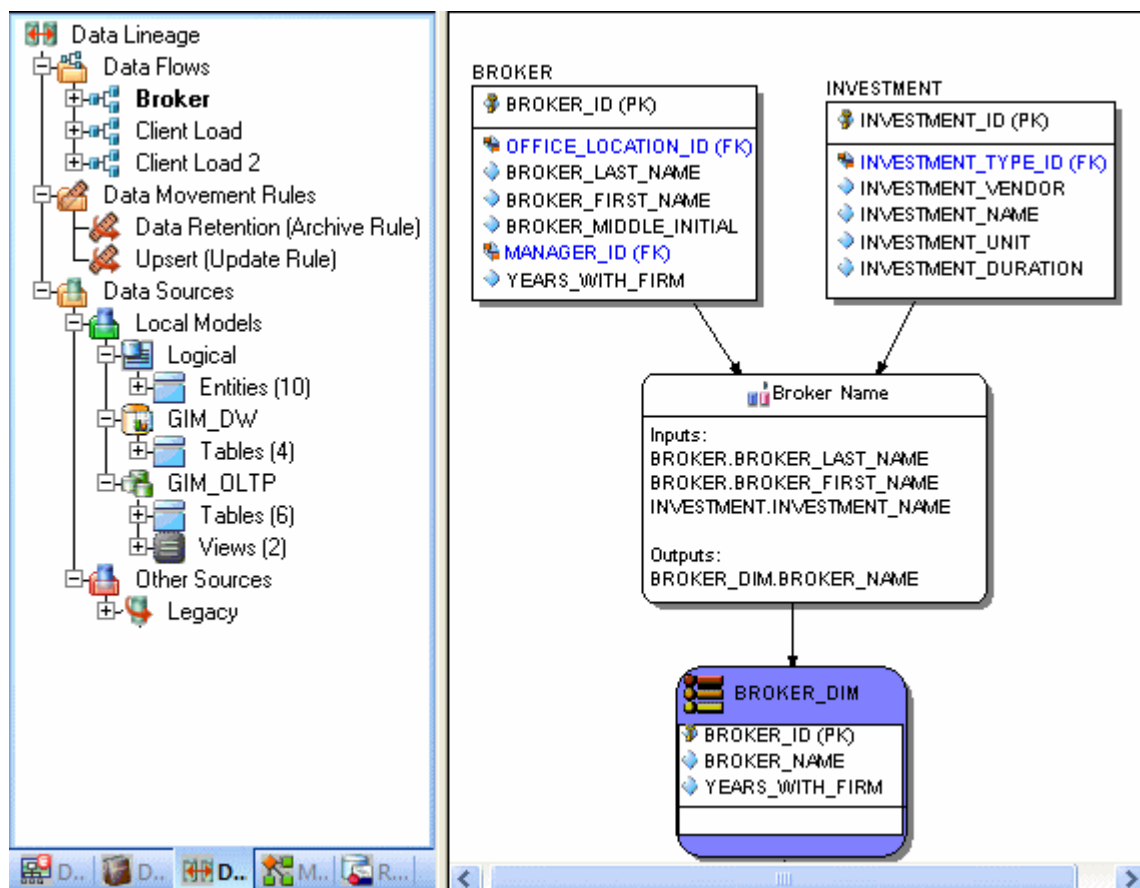 Data Lineage
Data Flows
Broker
Client Load
Client Load 2
Data Movement Rules
Data Retention (Archive Rule)
Upsert (Update Rule)
Data Sources
Local Models
Logical
Entities (10)
GIM_DW
Tables (4)
GIM_OLTP
Tables (6)
Views (2)
Other Sources
Legacy
D..
D..
D..
M..
R...
BROKER
BROKER_ID (PK)
OFFICE_LOCATION_ID (FK)
BROKER_LAST_NAME
BROKER_FIRST_NAME
BROKER_MIDDLE_INITIAL
MANAGER_ID (FK)
YEARS_WITH_FIRM
INVESTMENT
INVESTMENT_ID (PK)
INVESTMENT_TYPE_ID (FK)
INVESTMENT_VENDOR
INVESTMENT_NAME
INVESTMENT_UNIT
INVESTMENT_DURATION
Broker Name
Inputs:
BROKER.BROKER_LAST_NAME
BROKER.BROKER_FIRST_NAME
INVESTMENT.INVESTMENT_NAME
Outputs:
BROKER_DIM.BROKER_NAME
BROKER_DIM
BROKER_ID (PK)
BROKER_NAME
YEARS_WITH_FIRM